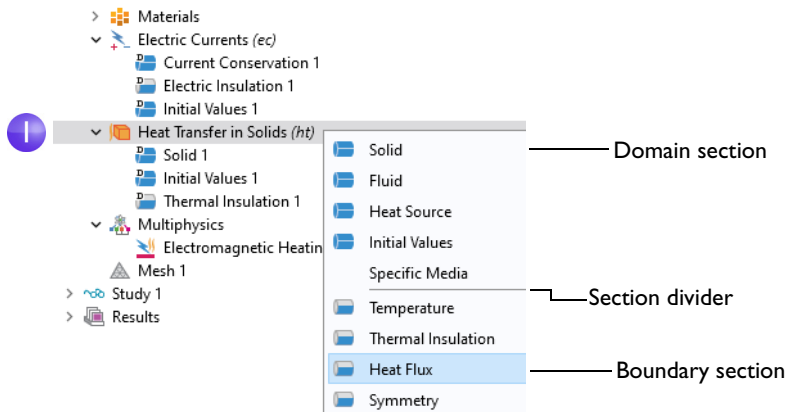 Materials
Electric Currents (ec)
D Current Conservation 1
D Electric Insulation 1
D Initial Values 1
1 Heat Transfer in Solids (ht)
D Solid 1
D Initial Values 1
D Thermal Insulation 1
Multiphysics
Electromagnetic Heatin
Mesh 1
Study 1
Results
Solid
Fluid
Heat Source
Initial Values
Specific Media
Temperature
Thermal Insulation
Heat Flux
Symmetry
Domain section
Section divider
Boundary section